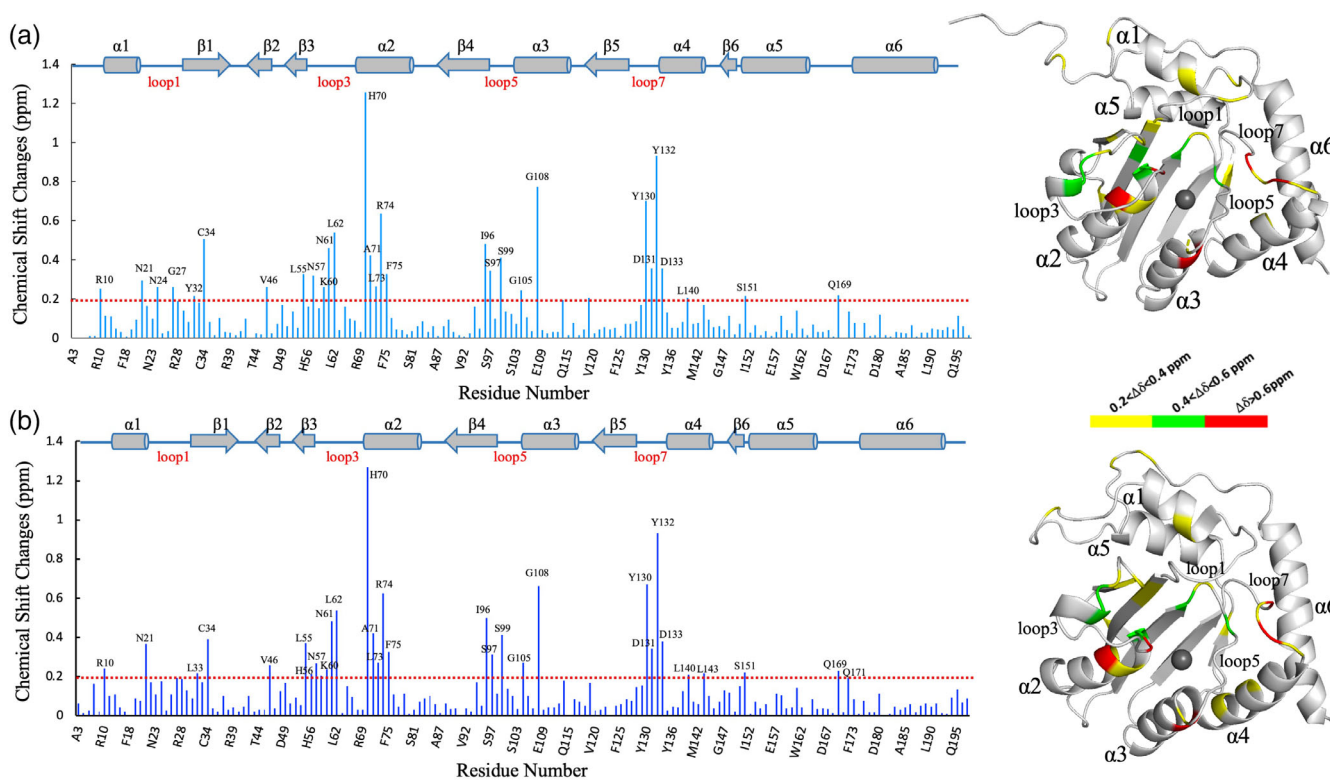 (a)
α1 β1 β2 β3 α2 β4 α3 β5 α4 β6 α5 α6
loop1 loop3 loop5 loop7
Chemical Shift Changes (ppm)
1.4
1.2
1
0.8
0.6
0.4
0.2
0
R10 N21 N24 G27 Y32 C34 V46 L55 N57 K60 N61 L62 H70 A71 L73 R74 F75 I96 S97 S99 G105 G108 Y130 D131 Y132 D133 L140 S151 Q169
A3 R10 F18 N23 R28 C34 R39 T44 D49 H56 L62 R69 F75 S81 A87 V92 S97 S103 E109 Q115 V120 F125 Y130 Y136 M142 G147 I152 E157 W162 D167 F173 D180 A185 L190 Q195
Residue Number
α1
α5
loop1
loop7
α6
loop3
loop5
α2
α4
α3
0.2<Δδ<0.4 ppm
0.4<Δδ<0.6 ppm
Δδ>0.6ppm
(b)
α1 β1 β2 β3 α2 β4 α3 β5 α4 β6 α5 α6
loop1 loop3 loop5 loop7
Chemical Shift Changes (ppm)
1.4
1.2
1
0.8
0.6
0.4
0.2
0
R10 N21 L33 C34 V46 L55 H56 N57 K60 N61 L62 H70 A71 L73 R74 F75 I96 S97 S99 G105 G108 Y130 D131 Y132 D133 L140 L143 S151 Q169 Q171
A3 R10 F18 N23 R28 C34 R39 T44 D49 H56 L62 R69 F75 S81 A87 V92 S97 S103 E109 Q115 V120 F125 Y130 Y136 M142 G147 I152 E157 W162 D167 F173 D180 A185 L190 Q195
Residue Number
α1
α5
loop1
loop7
α6
loop3
loop5
α2
α4
α3